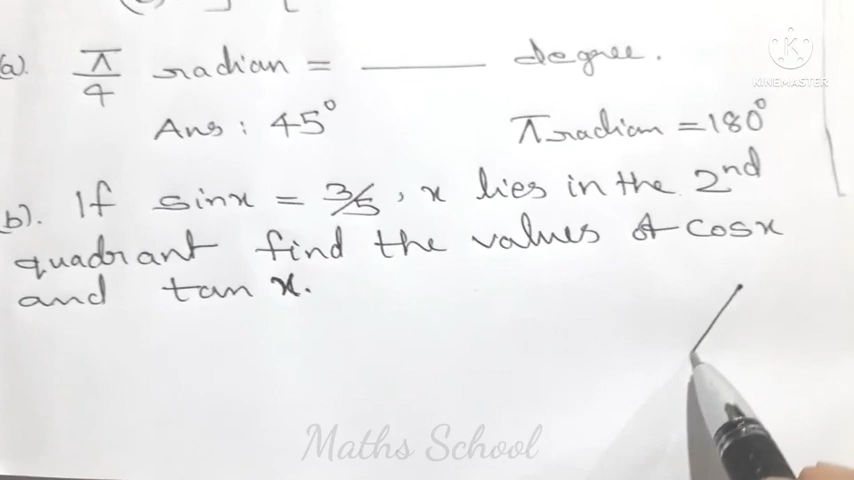 (a). π/4 radian = ______ degree.
Ans : 45°
π radian = 180°
(b). If sinx = 3/5, x lies in the 2nd
quadrant find the values of cosx
and tan x.
K
KINEMASTER
Maths School